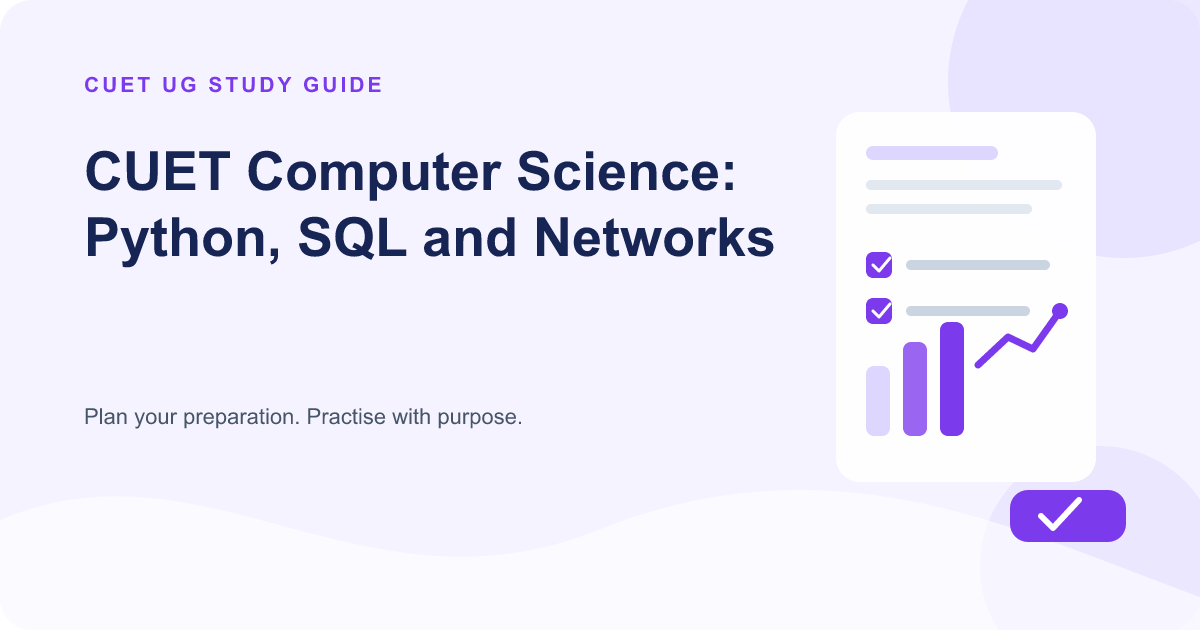 CUET UG STUDY GUIDE
CUET Computer Science:
Python, SQL and Networks
Plan your preparation. Practise with purpose.